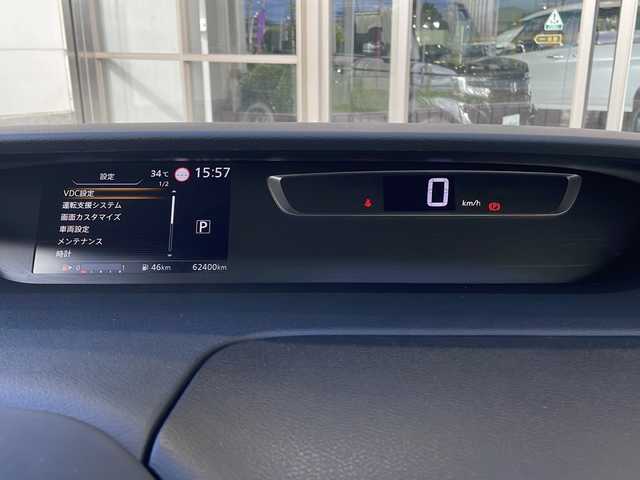 設定 34℃ 15:57
1/2
VDC設定
運転支援システム
画面カスタマイズ
車両設定
メンテナンス
時計
P
0 1 46km 62400km
0 km/h